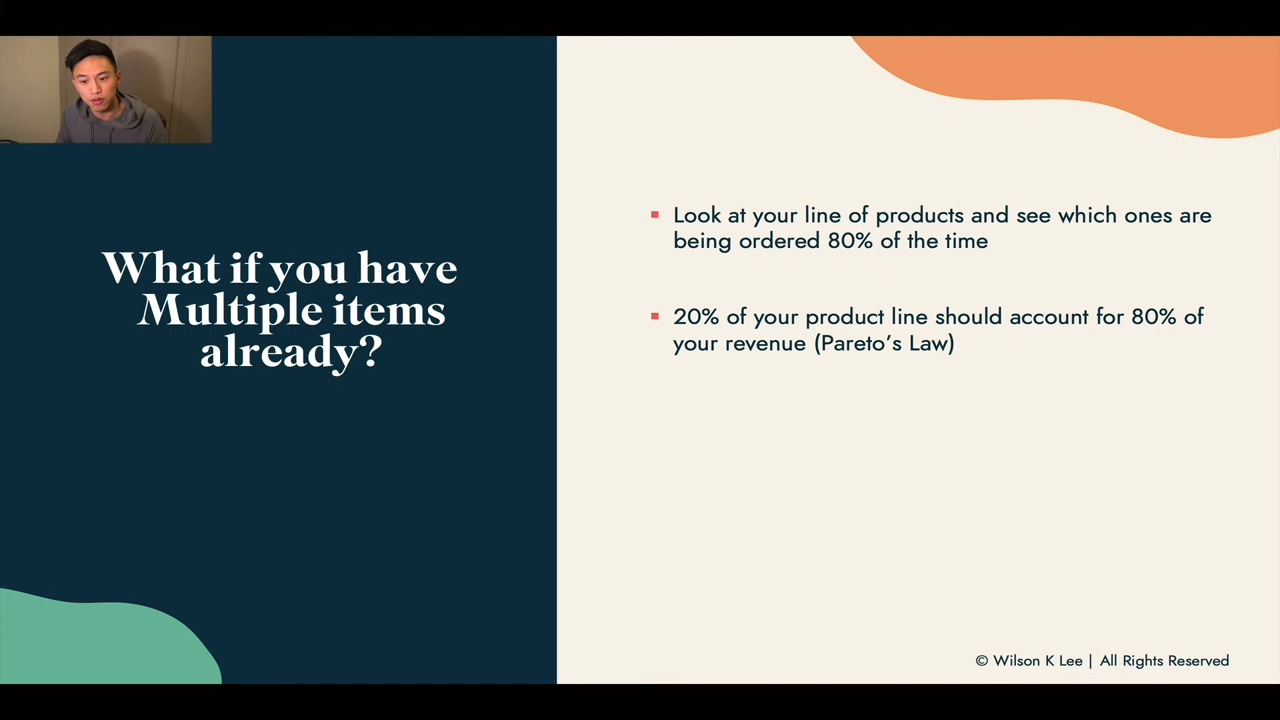 What if you have
Multiple items
already?
▪ Look at your line of products and see which ones are
being ordered 80% of the time
▪ 20% of your product line should account for 80% of
your revenue (Pareto’s Law)
© Wilson K Lee | All Rights Reserved